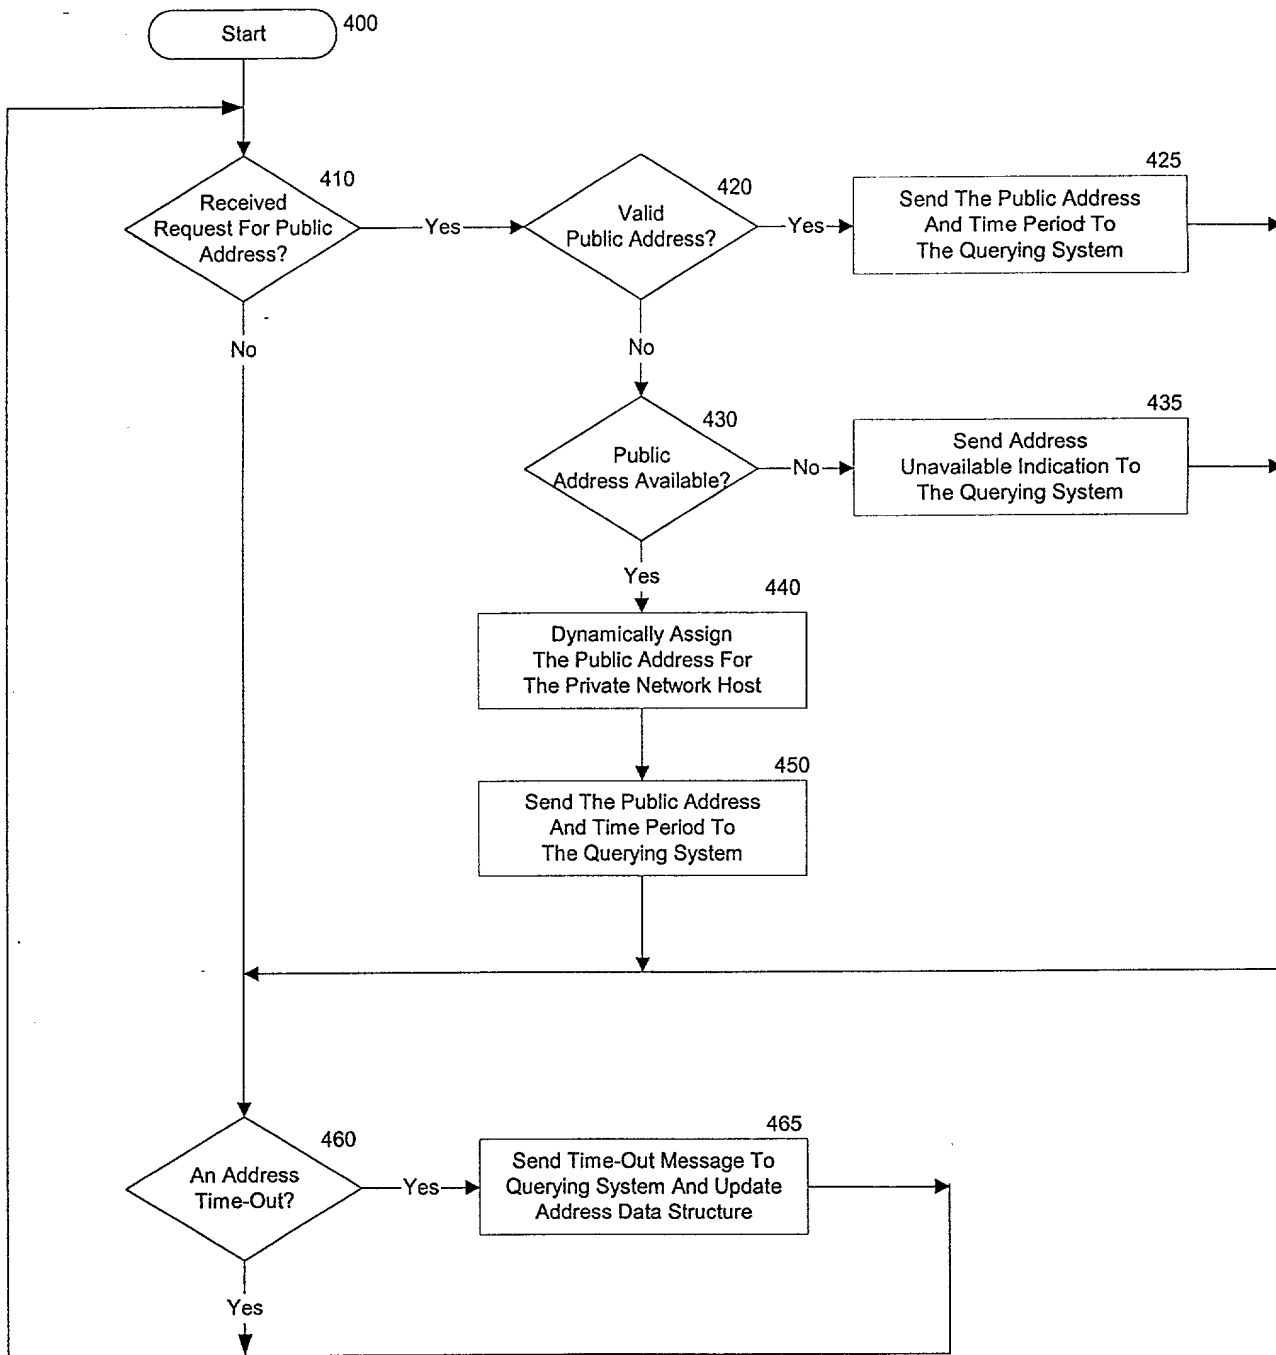 Start
400
410
Received
Request For Public
Address?
Yes
420
Valid
Public Address?
Yes
425
Send The Public Address
And Time Period To
The Querying System
No
No
430
Public
Address Available?
No
435
Send Address
Unavailable Indication To
The Querying System
Yes
440
Dynamically Assign
The Public Address For
The Private Network Host
450
Send The Public Address
And Time Period To
The Querying System
460
An Address
Time-Out?
Yes
465
Send Time-Out Message To
Querying System And Update
Address Data Structure
Yes